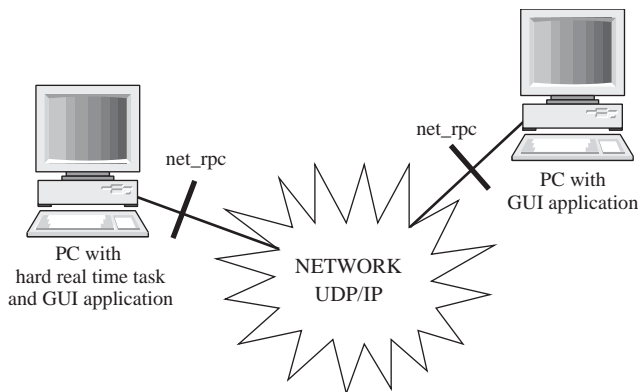 net_rpc
net_rpc
PC with
GUI application
PC with
hard real time task
and GUI application
NETWORK
UDP/IP